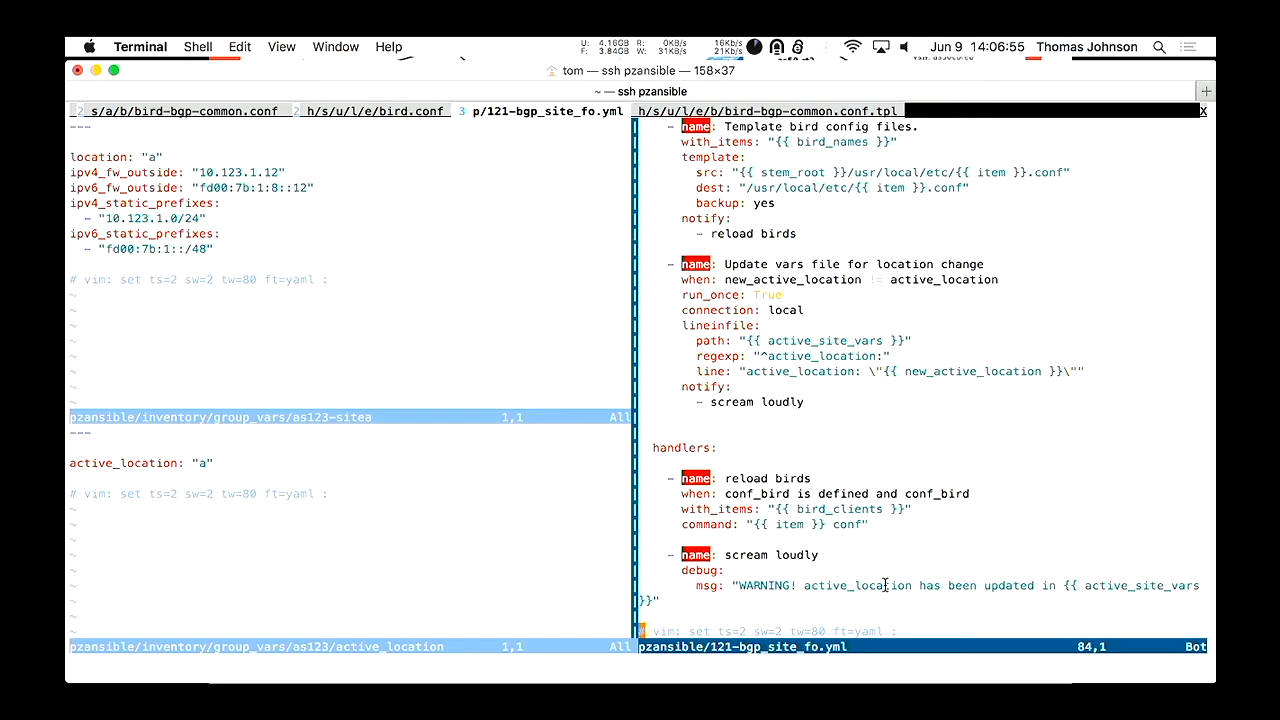 Terminal Shell Edit View Window Help U: 4.16GB R: 0KB/s 16Kb/s Jun 9 14:06:55 Thomas Johnson
F: 3.84GB W: 31KB/s 21Kb/s
tom — ssh pzansible — 158×37
~ — ssh pzansible +
2 s/a/b/bird-bgp-common.conf 2 h/s/u/l/e/bird.conf 3 p/121-bgp_site_fo.yml h/s/u/l/e/b/bird-bgp-common.conf.tpl X
---
location: "a"
ipv4_fw_outside: "10.123.1.12"
ipv6_fw_outside: "fd00:7b:1:8::12"
ipv4_static_prefixes:
- "10.123.1.0/24"
ipv6_static_prefixes:
- "fd00:7b:1::/48"
# vim: set ts=2 sw=2 tw=80 ft=yaml :
~
~
~
~
~
~
~
~
pzansible/inventory/group_vars/as123-sitea 1,1 All
---
active_location: "a"
# vim: set ts=2 sw=2 tw=80 ft=yaml :
~
~
~
~
~
~
~
~
~
pzansible/inventory/group_vars/as123/active_location 1,1 All
- name: Template bird config files.
with_items: "{{ bird_names }}"
template:
src: "{{ stem_root }}/usr/local/etc/{{ item }}.conf"
dest: "/usr/local/etc/{{ item }}.conf"
backup: yes
notify:
- reload birds
- name: Update vars file for location change
when: new_active_location != active_location
run_once: True
connection: local
lineinfile:
path: "{{ active_site_vars }}"
regexp: "^active_location:"
line: "active_location: \"{{ new_active_location }}\""
notify:
- scream loudly
handlers:
- name: reload birds
when: conf_bird is defined and conf_bird
with_items: "{{ bird_clients }}"
command: "{{ item }} conf"
- name: scream loudly
debug:
msg: "WARNING! active_location has been updated in {{ active_site_vars
}}"
# vim: set ts=2 sw=2 tw=80 ft=yaml :
pzansible/121-bgp_site_fo.yml 84,1 Bot